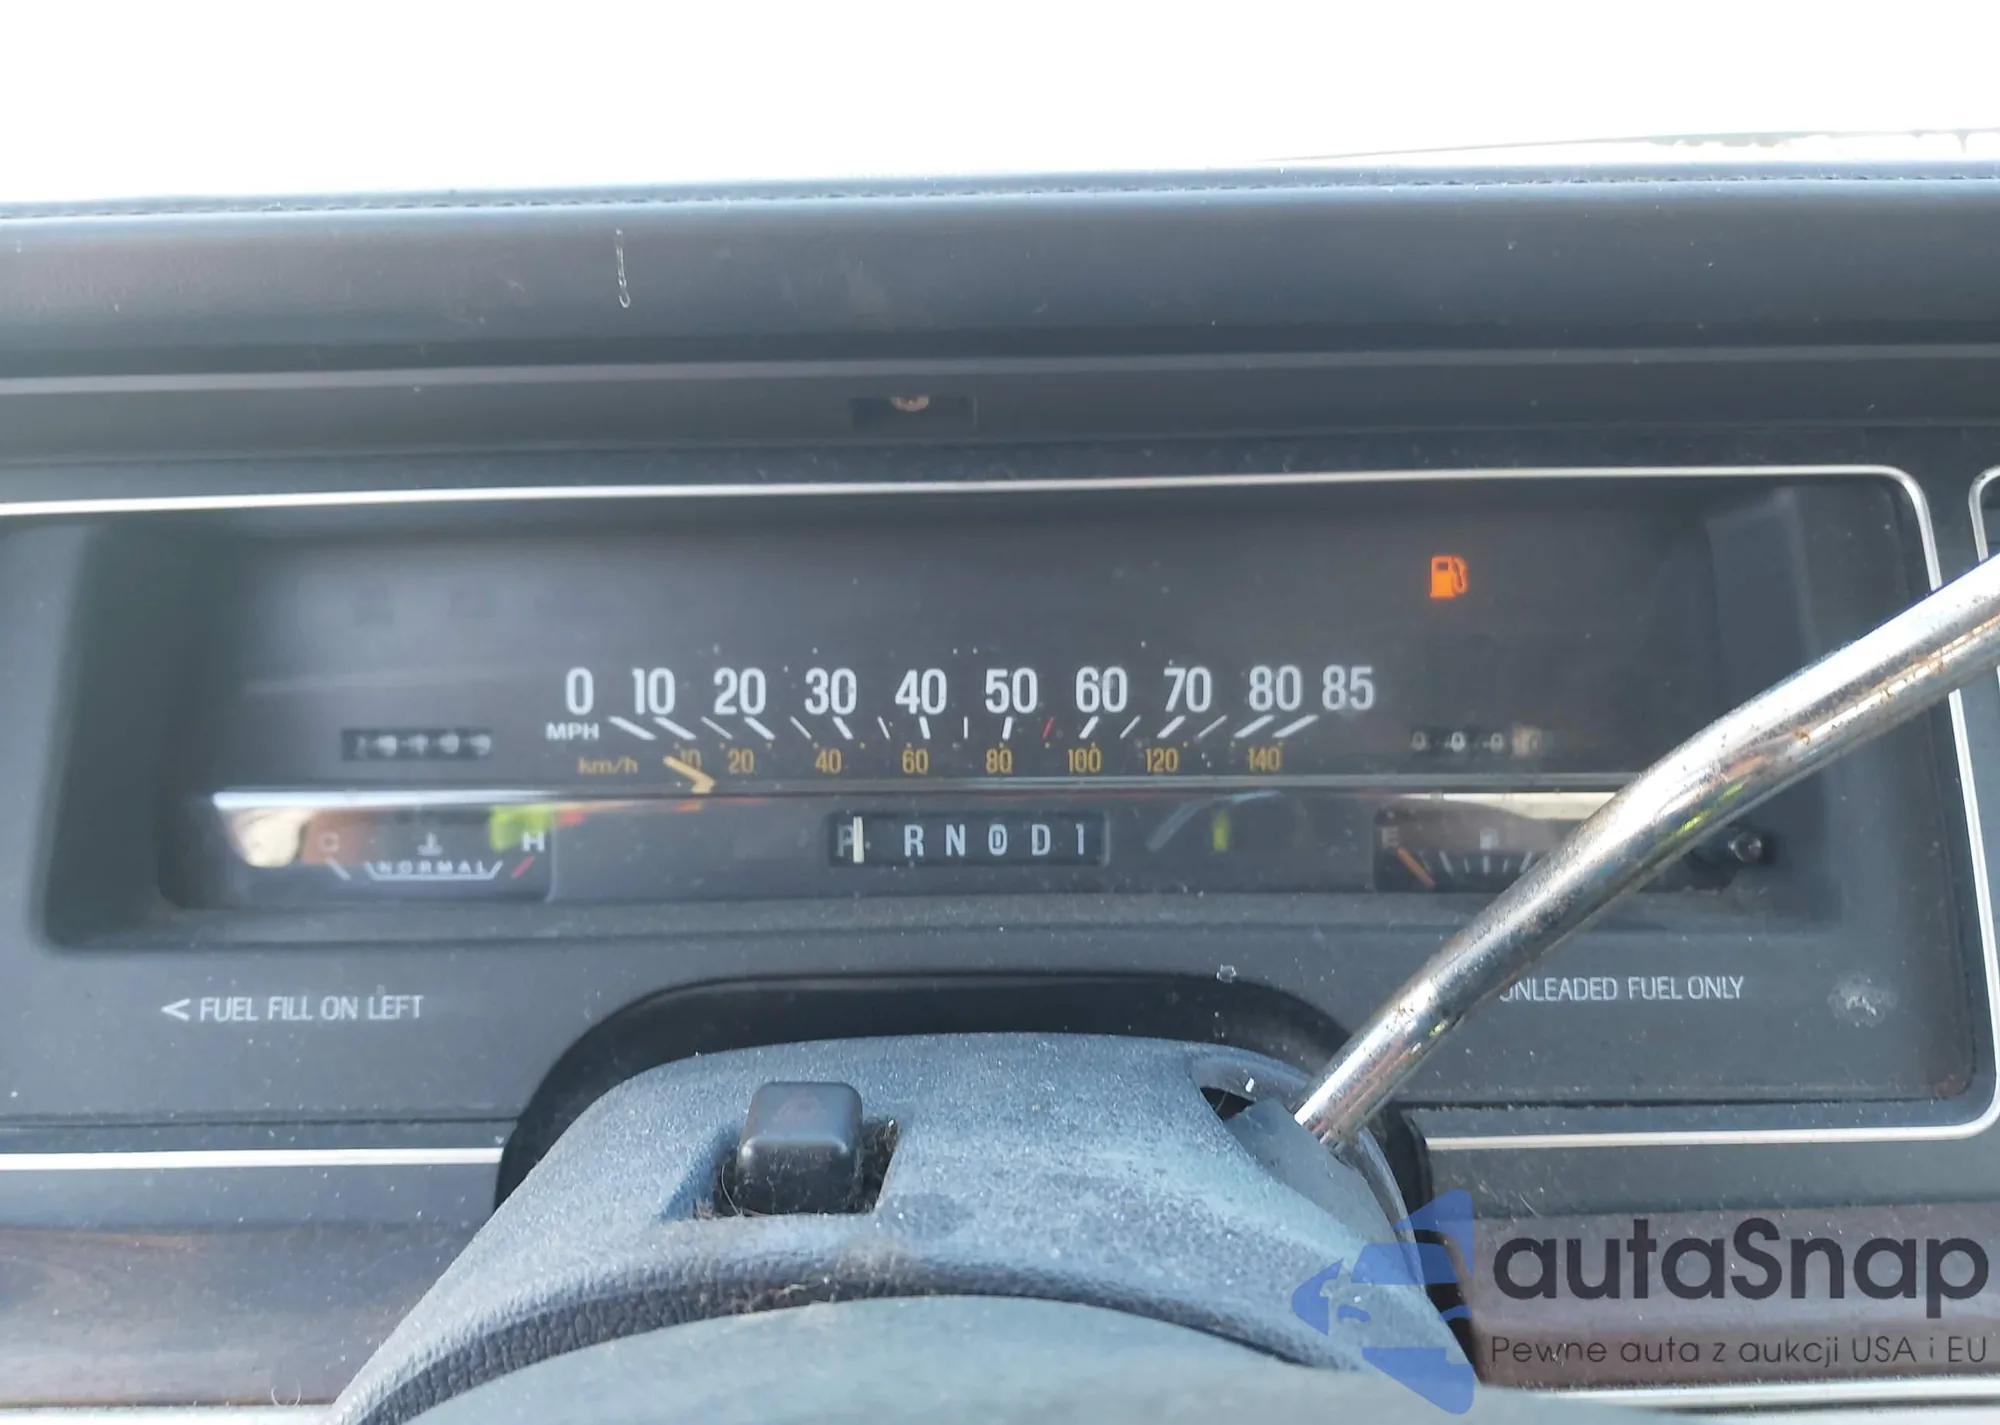 0 10 20 30 40 50 60 70 80 85
MPH
km/h 10 20 40 60 80 100 120 140
C H
NORMAL
P R N D D 1
E
< FUEL FILL ON LEFT
UNLEADED FUEL ONLY
autaSnap
Pewne auta z aukcji USA i EU